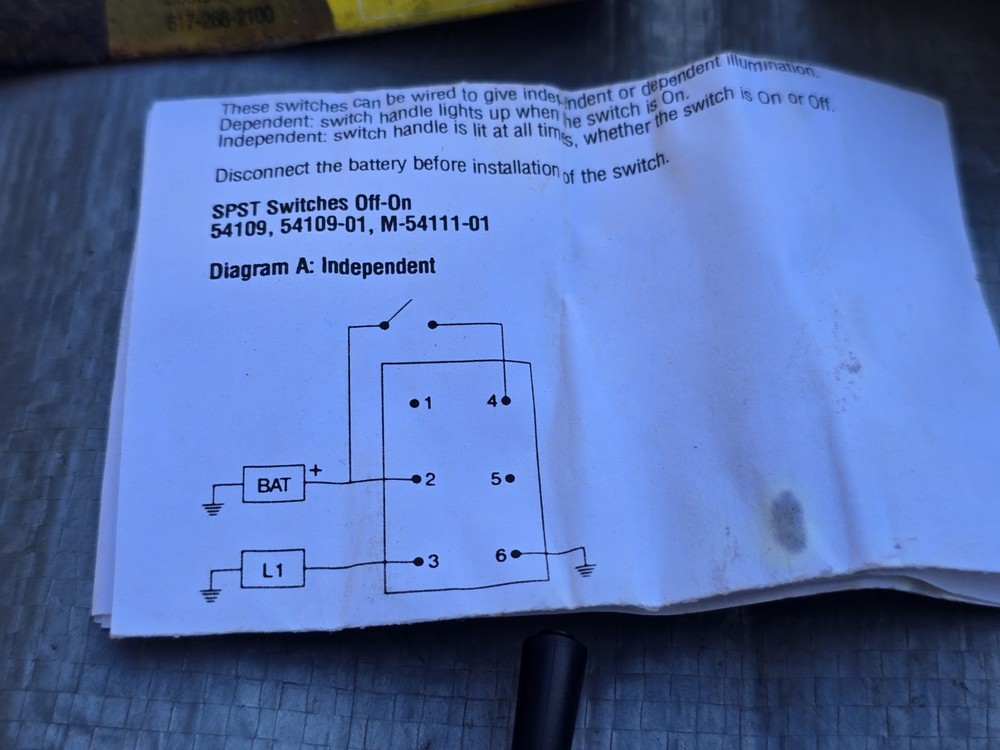 617-268-2100
These switches can be wired to give independent or dependent illumination.
Dependent: switch handle lights up when the switch is On.
Independent: switch handle is lit at all times, whether the switch is On or Off.
Disconnect the battery before installation of the switch.
SPST Switches Off-On
54109, 54109-01, M-54111-01
Diagram A: Independent
1 4
BAT + 2 5
L1 3 6